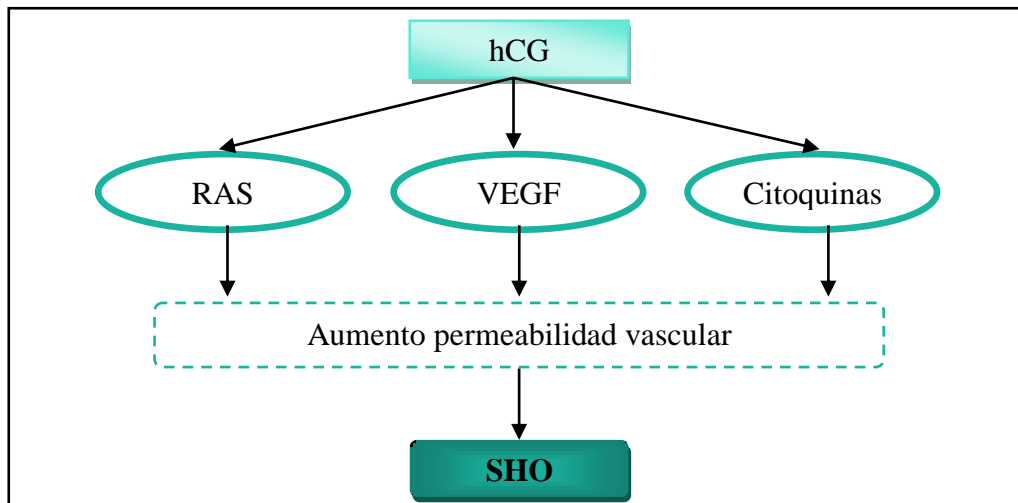 hCG
RAS
VEGF
Citoquinas
Aumento permeabilidad vascular
SHO